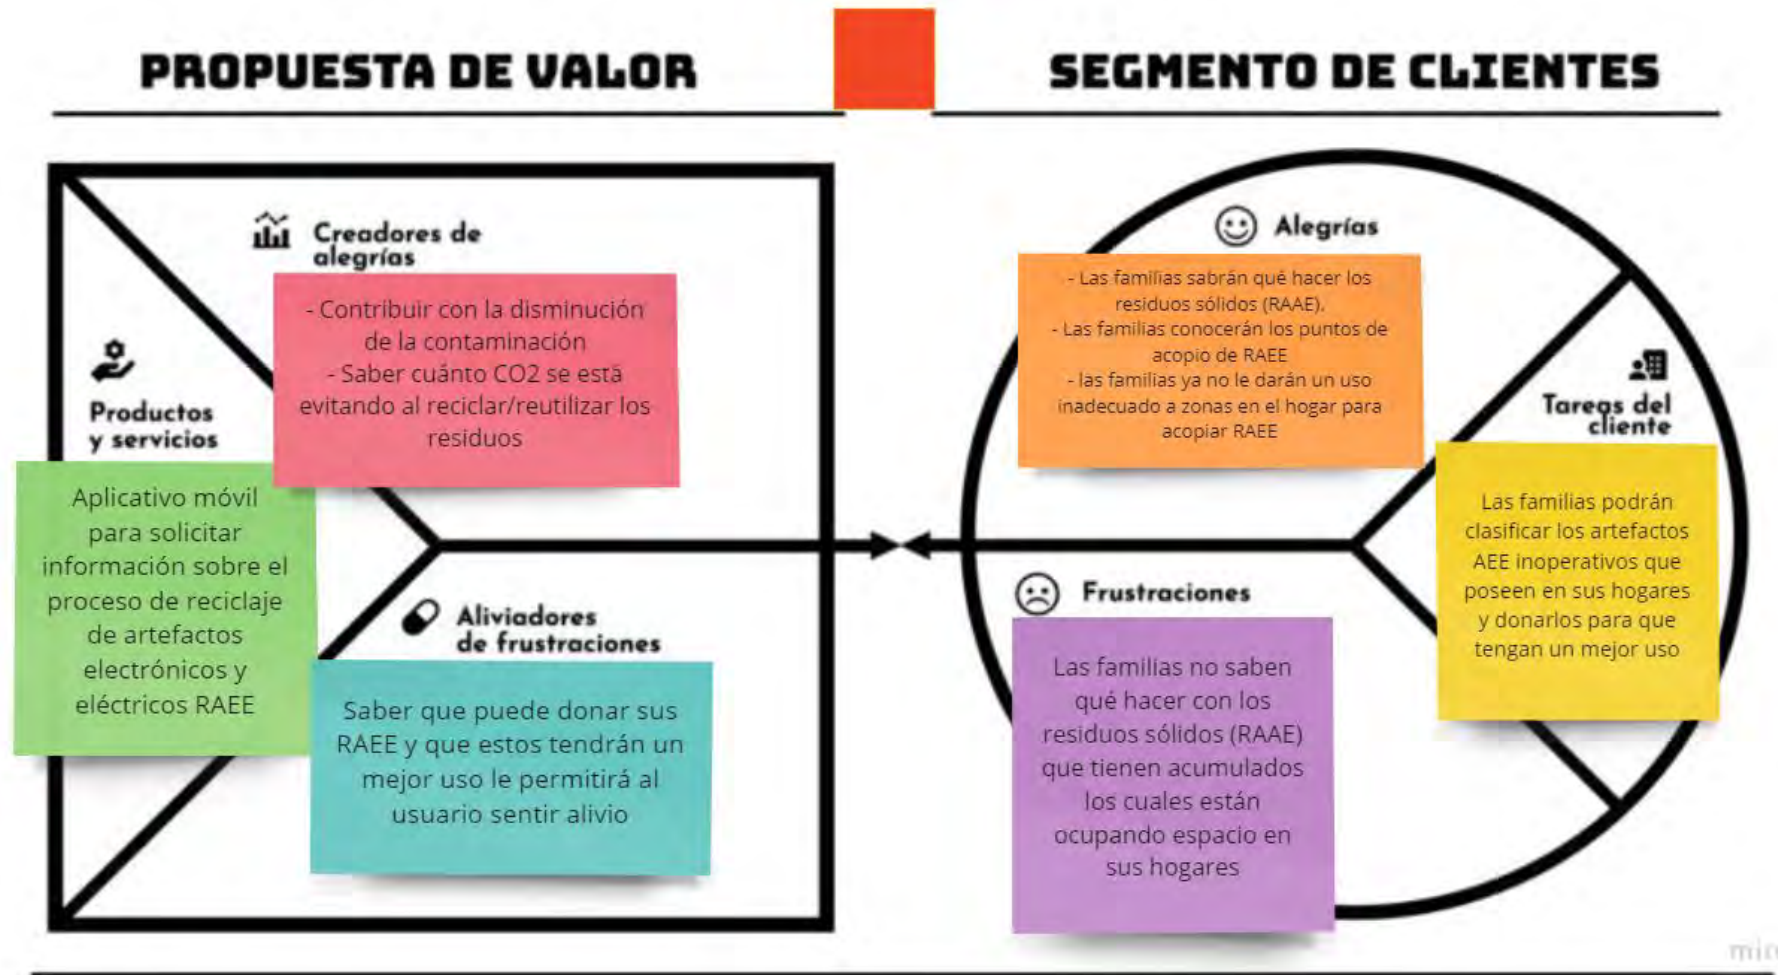 PROPUESTA DE VALOR
SEGMENTO DE CLIENTES
Creadores de
alegrías
- Contribuir con la disminución
de la contaminación
- Saber cuánto CO2 se está
evitando al reciclar/reutilizar los
residuos
Productos
y servicios
Aplicativo móvil
para solicitar
información sobre el
proceso de reciclaje
de artefactos
electrónicos y
eléctricos RAEE
Aliviadores
de frustraciones
Saber que puede donar sus
RAEE y que estos tendrán un
mejor uso le permitirá al
usuario sentir alivio
Alegrías
- Las familias sabrán qué hacer los
residuos sólidos (RAAE).
- Las familias conocerán los puntos de
acopio de RAEE
- las familias ya no le darán un uso
inadecuado a zonas en el hogar para
acopiar RAEE
Tareas del
cliente
Las familias podrán
clasificar los artefactos
AEE inoperativos que
poseen en sus hogares
y donarlos para que
tengan un mejor uso
Frustraciones
Las familias no saben
qué hacer con los
residuos sólidos (RAAE)
que tienen acumulados
los cuales están
ocupando espacio en
sus hogares